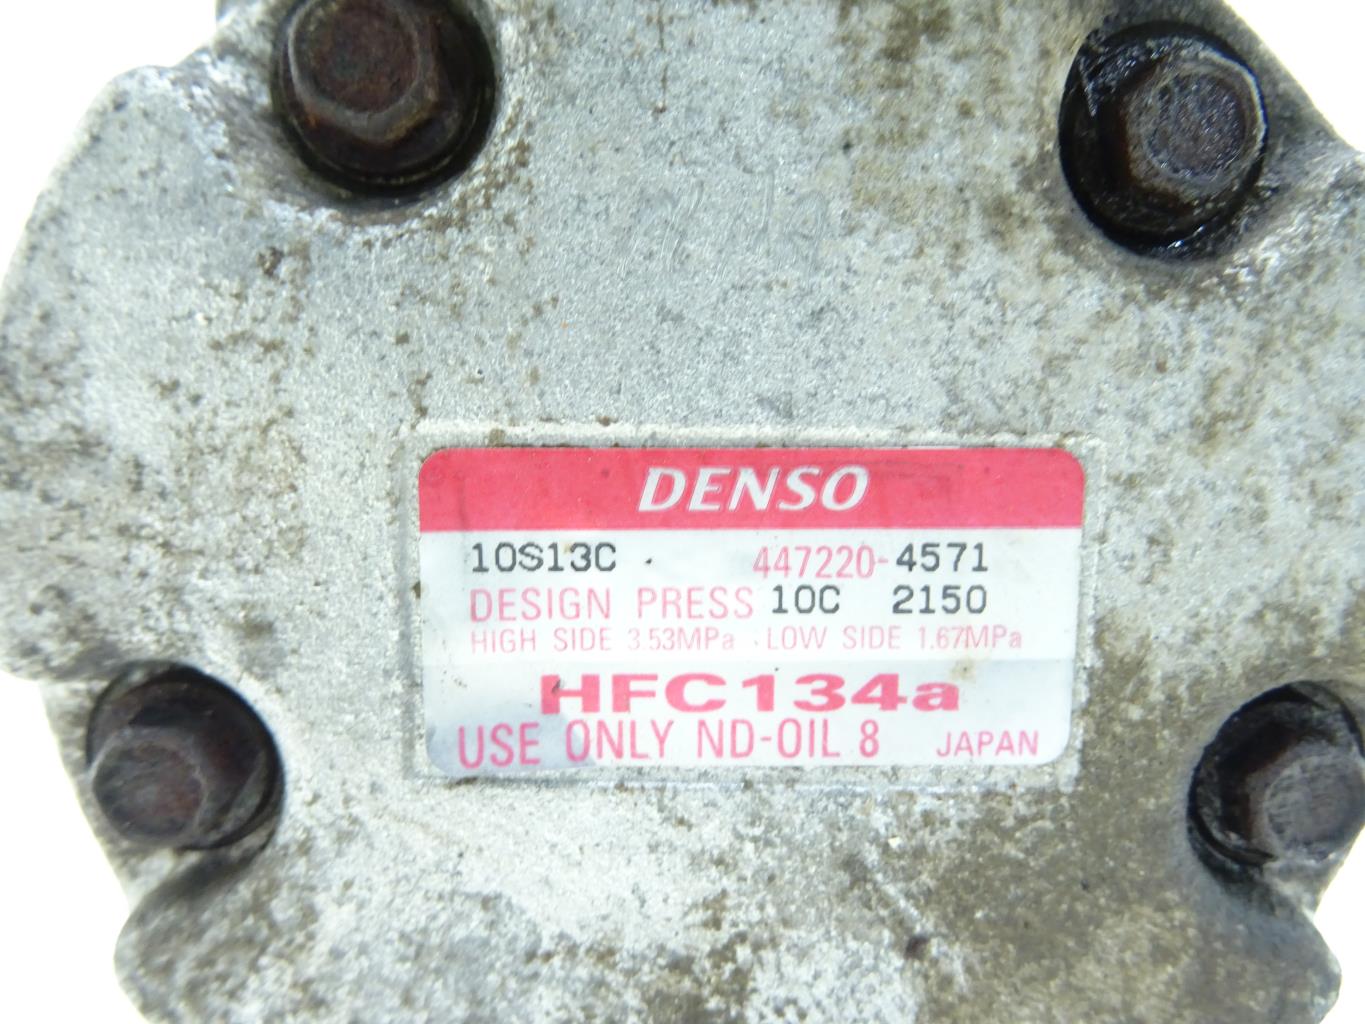 DENSO
10S13C 447220-4571
DESIGN PRESS 10C 2150
HIGH SIDE 3.53MPa LOW SIDE 1.67MPa
HFC134a
USE ONLY ND-OIL 8 JAPAN